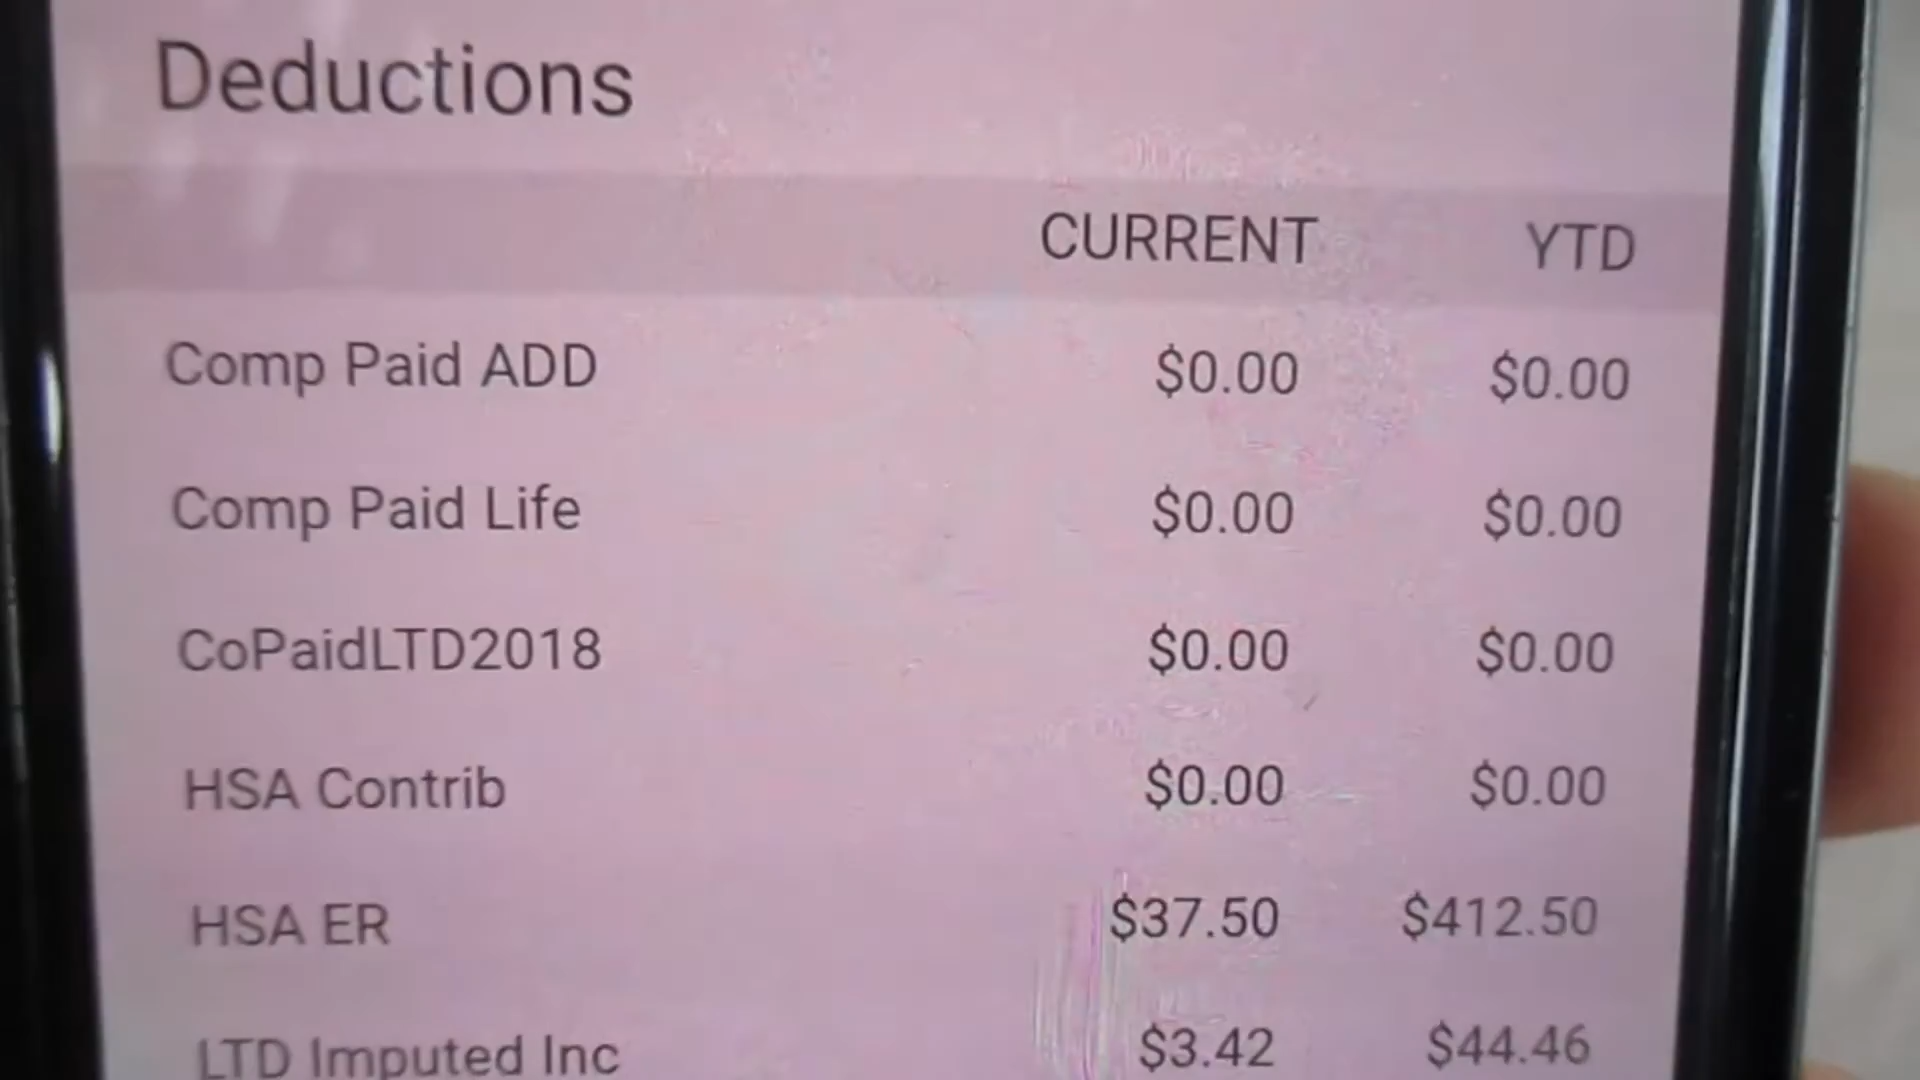 Deductions
CURRENT YTD
Comp Paid ADD $0.00 $0.00
Comp Paid Life $0.00 $0.00
CoPaidLTD2018 $0.00 $0.00
HSA Contrib $0.00 $0.00
HSA ER $37.50 $412.50
LTD Imputed Inc $3.42 $44.46